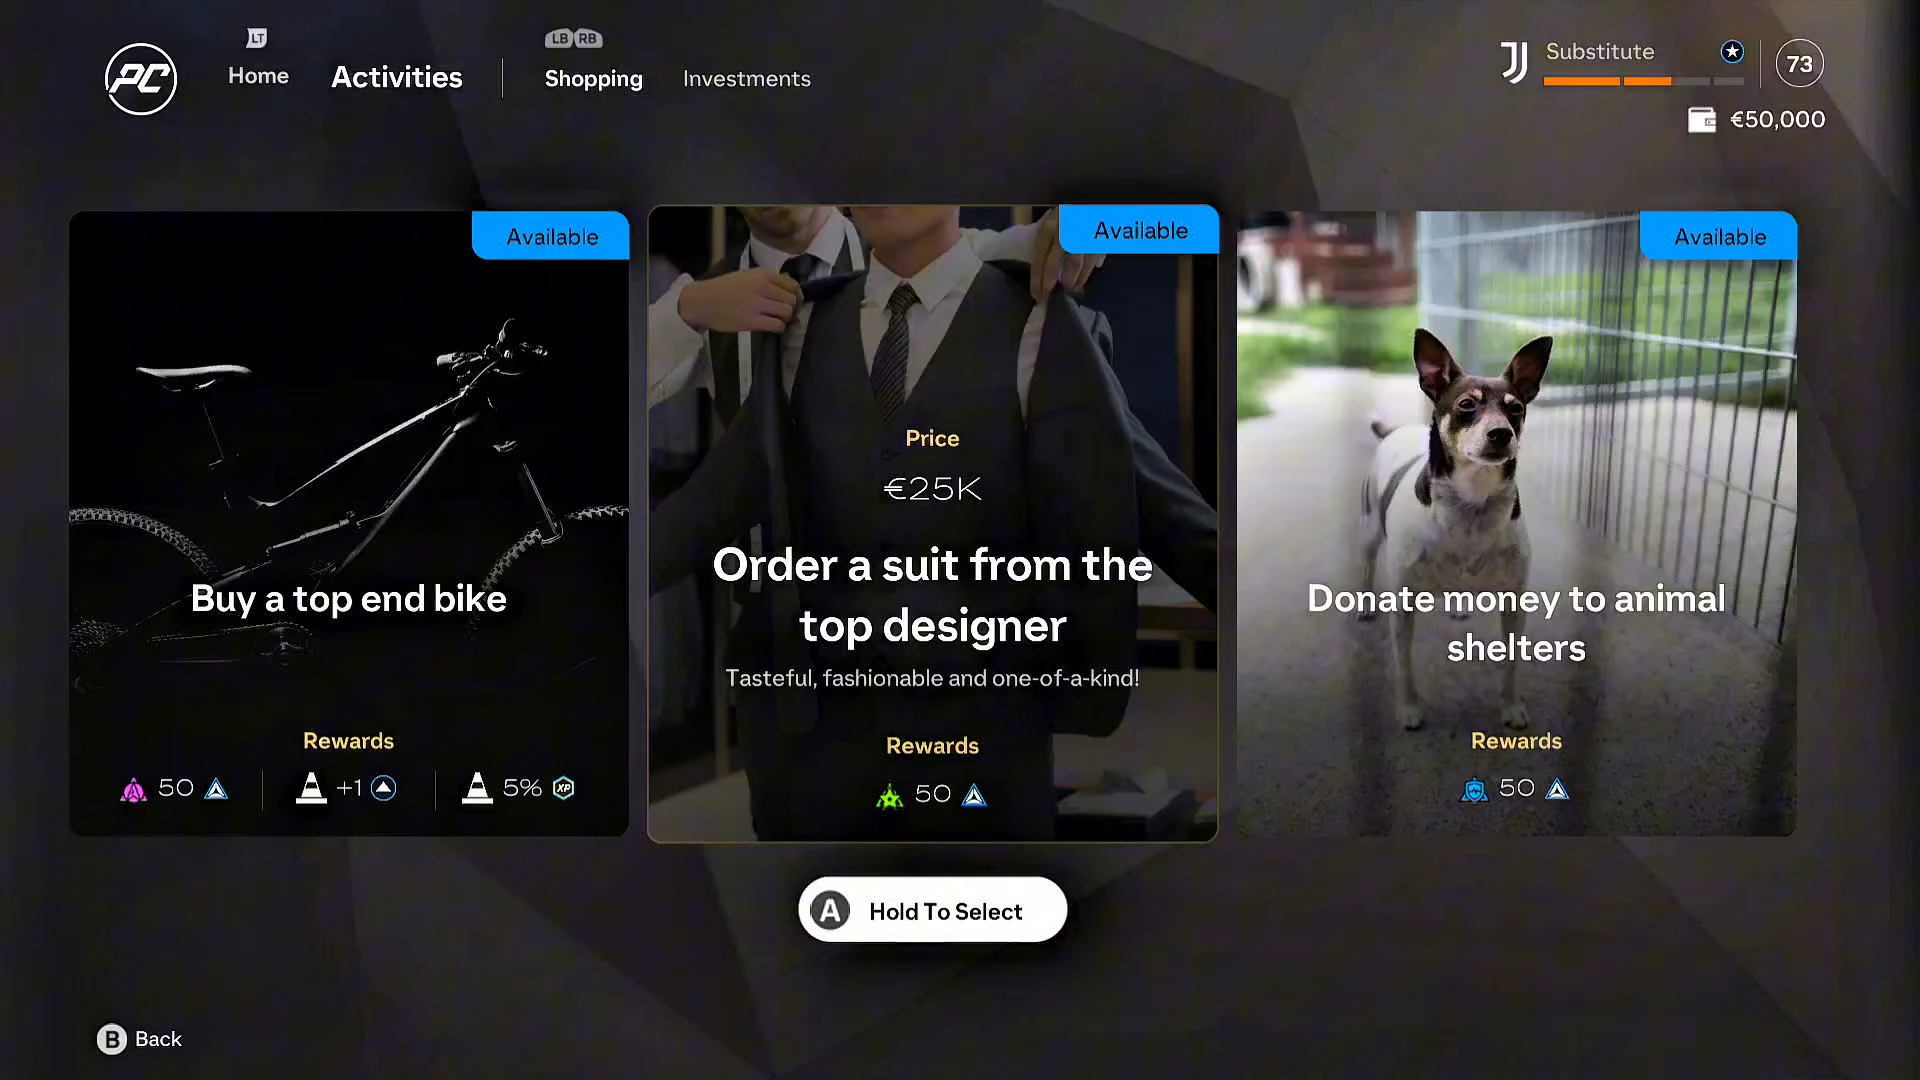 LT
LB RB
PC
Home
Activities
Shopping
Investments
Substitute
73
€50,000
Available
Buy a top end bike
Rewards
50
+1
5% XP
Available
Price
€25K
Order a suit from the
top designer
Tasteful, fashionable and one-of-a-kind!
Rewards
50
Available
Donate money to animal
shelters
Rewards
50
A Hold To Select
B Back